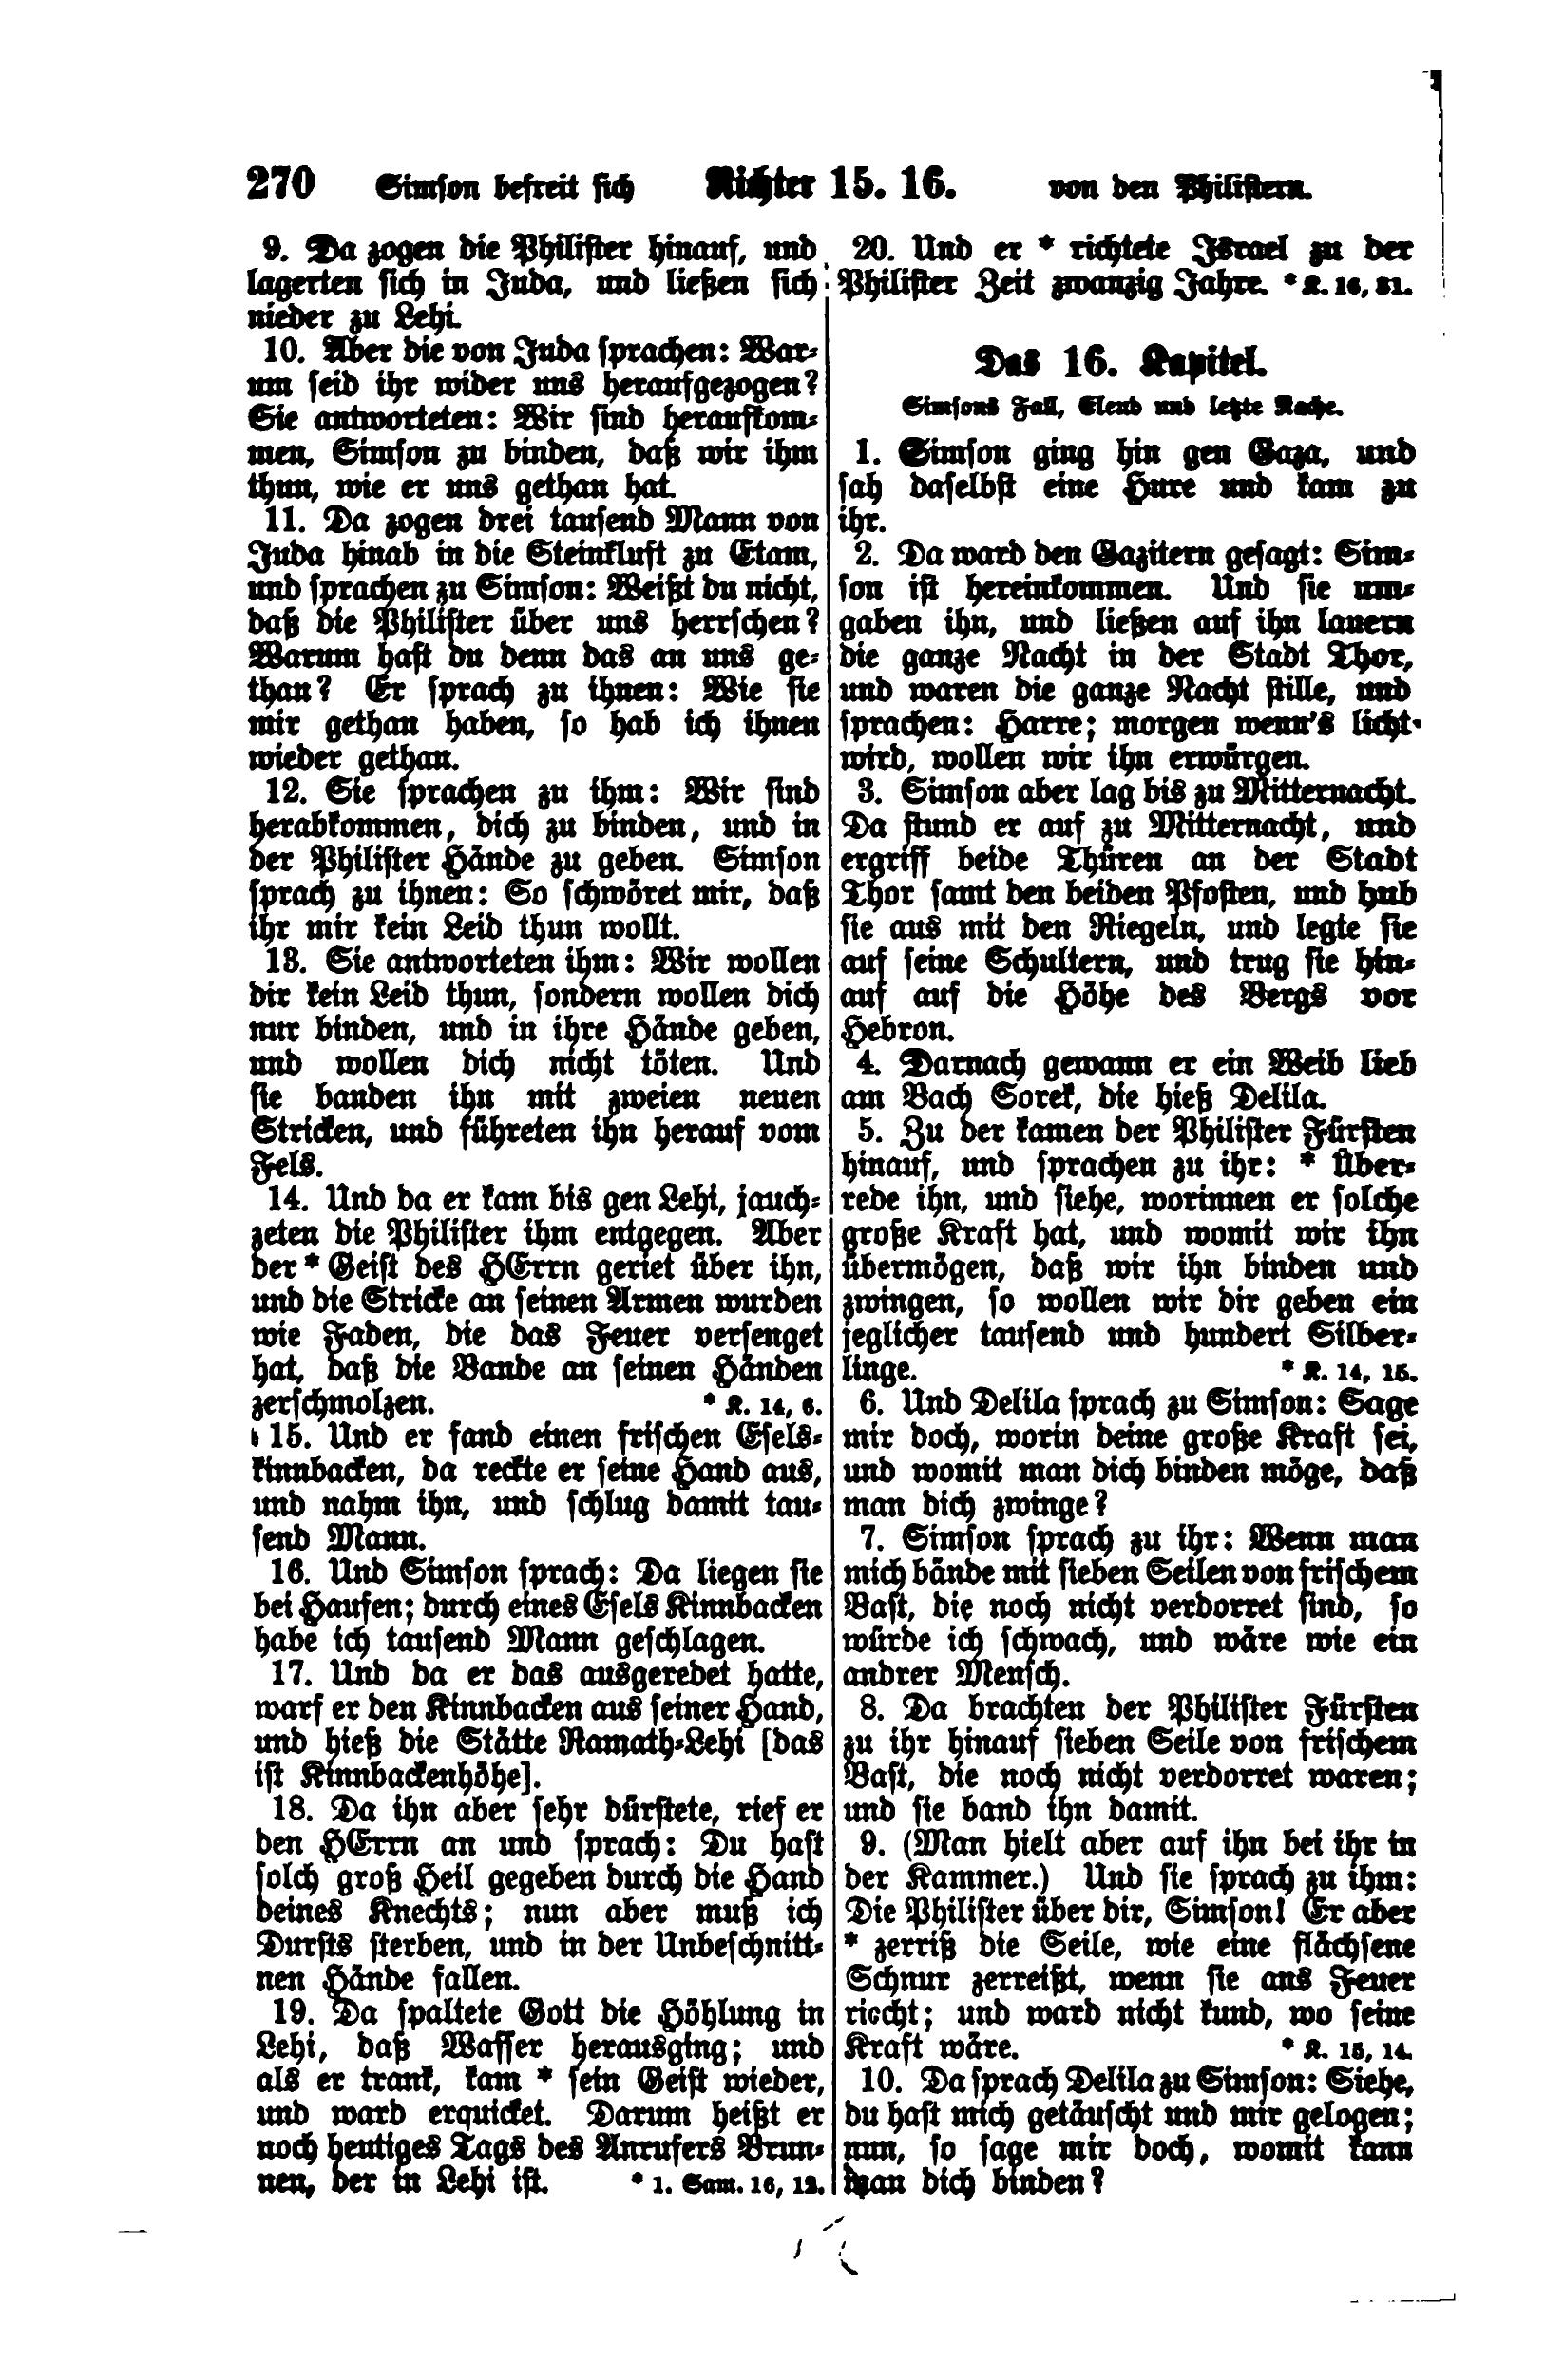 270 Simson befreit sich Richter 15. 16. von den Philistern.
9. Da zogen die Philister hinauf, und
lagerten sich in Juda, und ließen sich
nieder zu Lehi.
10. Aber die von Juda sprachen: War-
um seid ihr wider uns heraufgezogen?
Sie antworteten: Wir sind heraufkom-
men, Simson zu binden, daß wir ihm
thun, wie er uns gethan hat.
11. Da zogen drei tausend Mann von
Juda hinab in die Steinkluft zu Etam,
und sprachen zu Simson: Weißt du nicht,
daß die Philister über uns herrschen?
Warum hast du denn das an uns ge-
than? Er sprach zu ihnen: Wie sie
mir gethan haben, so hab ich ihnen
wieder gethan.
12. Sie sprachen zu ihm: Wir sind
herabkommen, dich zu binden, und in
der Philister Hände zu geben. Simson
sprach zu ihnen: So schwöret mir, daß
ihr mir kein Leid thun wollt.
13. Sie antworteten ihm: Wir wollen
dir kein Leid thun, sondern wollen dich
nur binden, und in ihre Hände geben,
und wollen dich nicht töten. Und
sie banden ihn mit zweien neuen
Stricken, und führeten ihn herauf vom
Fels.
14. Und da er kam bis gen Lehi, jauch-
zeten die Philister ihm entgegen. Aber
der * Geist des HErrn geriet über ihn,
und die Stricke an seinen Armen wurden
wie Faden, die das Feuer versenget
hat, daß die Bande an seinen Händen
zerschmolzen. * K. 14, 6.
15. Und er fand einen frischen Esels-
kinnbacken, da reckte er seine Hand aus,
und nahm ihn, und schlug damit tau-
send Mann.
16. Und Simson sprach: Da liegen sie
bei Haufen; durch eines Esels Kinnbacken
habe ich tausend Mann geschlagen.
17. Und da er das ausgeredet hatte,
warf er den Kinnbacken aus seiner Hand,
und hieß die Stätte Ramath-Lehi [das
ist Kinnbackenhöhe].
18. Da ihn aber sehr dürstete, rief er
den HErrn an und sprach: Du hast
solch groß Heil gegeben durch die Hand
deines Knechts; nun aber muß ich
Dursts sterben, und in der Unbeschnitt-
nen Hände fallen.
19. Da spaltete Gott die Höhlung in
Lehi, daß Wasser herausging; und
als er trank, kam * sein Geist wieder,
und ward erquicket. Darum heißt er
noch heutiges Tags des Anrufers Brun-
nen, der in Lehi ist. * 1. Sam. 16, 12.
20. Und er * richtete Israel zu der
Philister Zeit zwanzig Jahre. * K. 16, 31.
Das 16. Kapitel.
Simsons Fall, Elend und letzte Rache.
1. Simson ging hin gen Gaza, und
sah daselbst eine Hure und kam zu
ihr.
2. Da ward den Gazitern gesagt: Sim-
son ist hereinkommen. Und sie um-
gaben ihn, und ließen auf ihn lauern
die ganze Nacht in der Stadt Thor,
und waren die ganze Nacht stille, und
sprachen: Harre; morgen wenn's licht
wird, wollen wir ihn erwürgen.
3. Simson aber lag bis zu Mitternacht.
Da stund er auf zu Mitternacht, und
ergriff beide Thüren an der Stadt
Thor samt den beiden Pfosten, und hub
sie aus mit den Riegeln, und legte sie
auf seine Schultern, und trug sie hin-
auf auf die Höhe des Bergs vor
Hebron.
4. Darnach gewann er ein Weib lieb
am Bach Sorek, die hieß Delila.
5. Zu der kamen der Philister Fürsten
hinauf, und sprachen zu ihr: * Über-
rede ihn, und siehe, worinnen er solche
große Kraft hat, und womit wir ihn
übermögen, daß wir ihn binden und
zwingen, so wollen wir dir geben ein
jeglicher tausend und hundert Silber-
linge. * K. 14, 15.
6. Und Delila sprach zu Simson: Sage
mir doch, worin deine große Kraft sei,
und womit man dich binden möge, daß
man dich zwinge?
7. Simson sprach zu ihr: Wenn man
mich bände mit sieben Seilen von frischem
Bast, die noch nicht verdorret sind, so
würde ich schwach, und wäre wie ein
andrer Mensch.
8. Da brachten der Philister Fürsten
zu ihr hinauf sieben Seile von frischem
Bast, die noch nicht verdorret waren;
und sie band ihn damit.
9. (Man hielt aber auf ihn bei ihr in
der Kammer.) Und sie sprach zu ihm:
Die Philister über dir, Simson! Er aber
* zerriß die Seile, wie eine flächsene
Schnur zerreißt, wenn sie ans Feuer
riecht; und ward nicht kund, wo seine
Kraft wäre. * K. 15, 14.
10. Da sprach Delila zu Simson: Siehe,
du hast mich getäuscht und mir gelogen;
nun, so sage mir doch, womit kann
man dich binden?